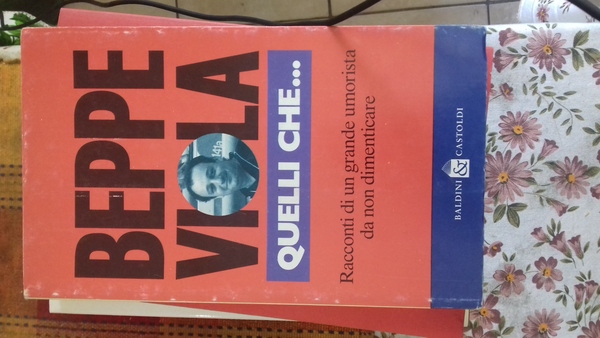 BEPPE
VIOLA
QUELLI CHE...
Racconti di un grande umorista
da non dimenticare
BALDINI & CASTOLDI